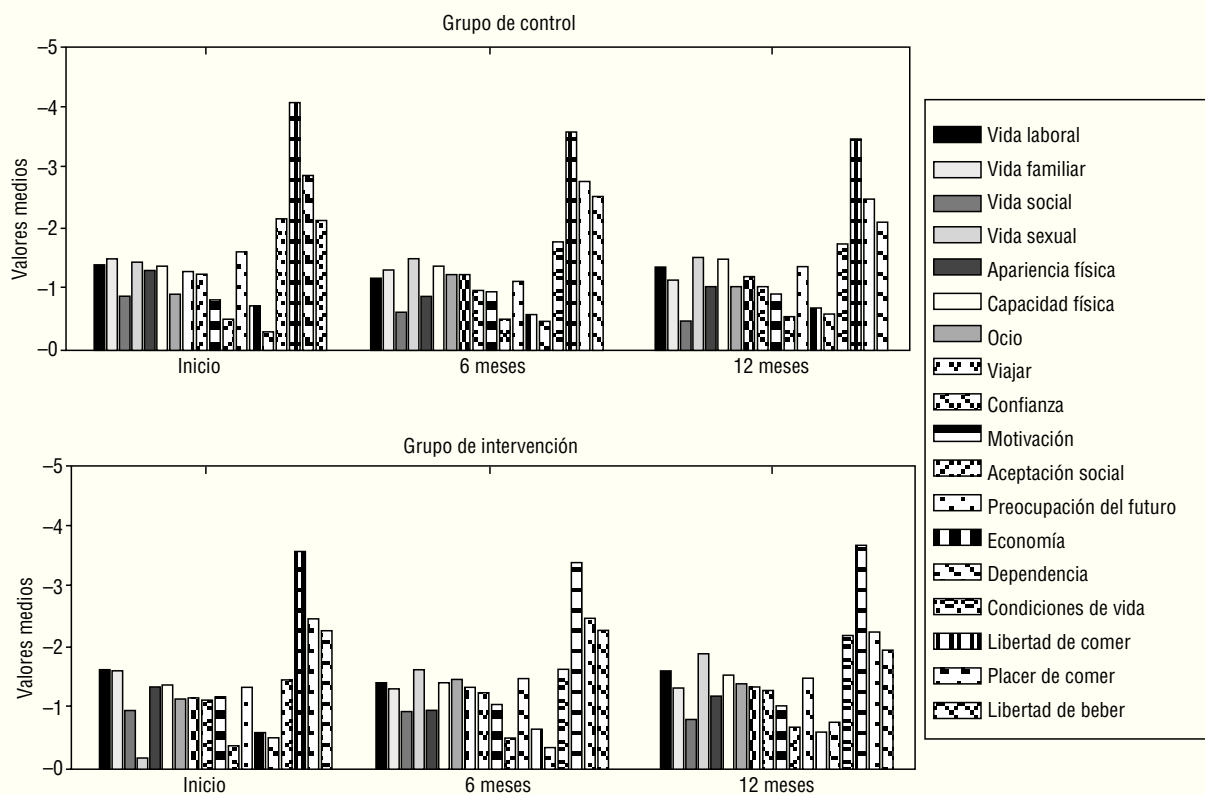 Grupo de control
Valores medios
–5
–4
–3
–2
–1
–0
Inicio
6 meses
12 meses
Grupo de intervención
Valores medios
–5
–4
–3
–2
–1
–0
Inicio
6 meses
12 meses
Vida laboral
Vida familiar
Vida social
Vida sexual
Apariencia física
Capacidad física
Ocio
Viajar
Confianza
Motivación
Aceptación social
Preocupación del futuro
Economía
Dependencia
Condiciones de vida
Libertad de comer
Placer de comer
Libertad de beber